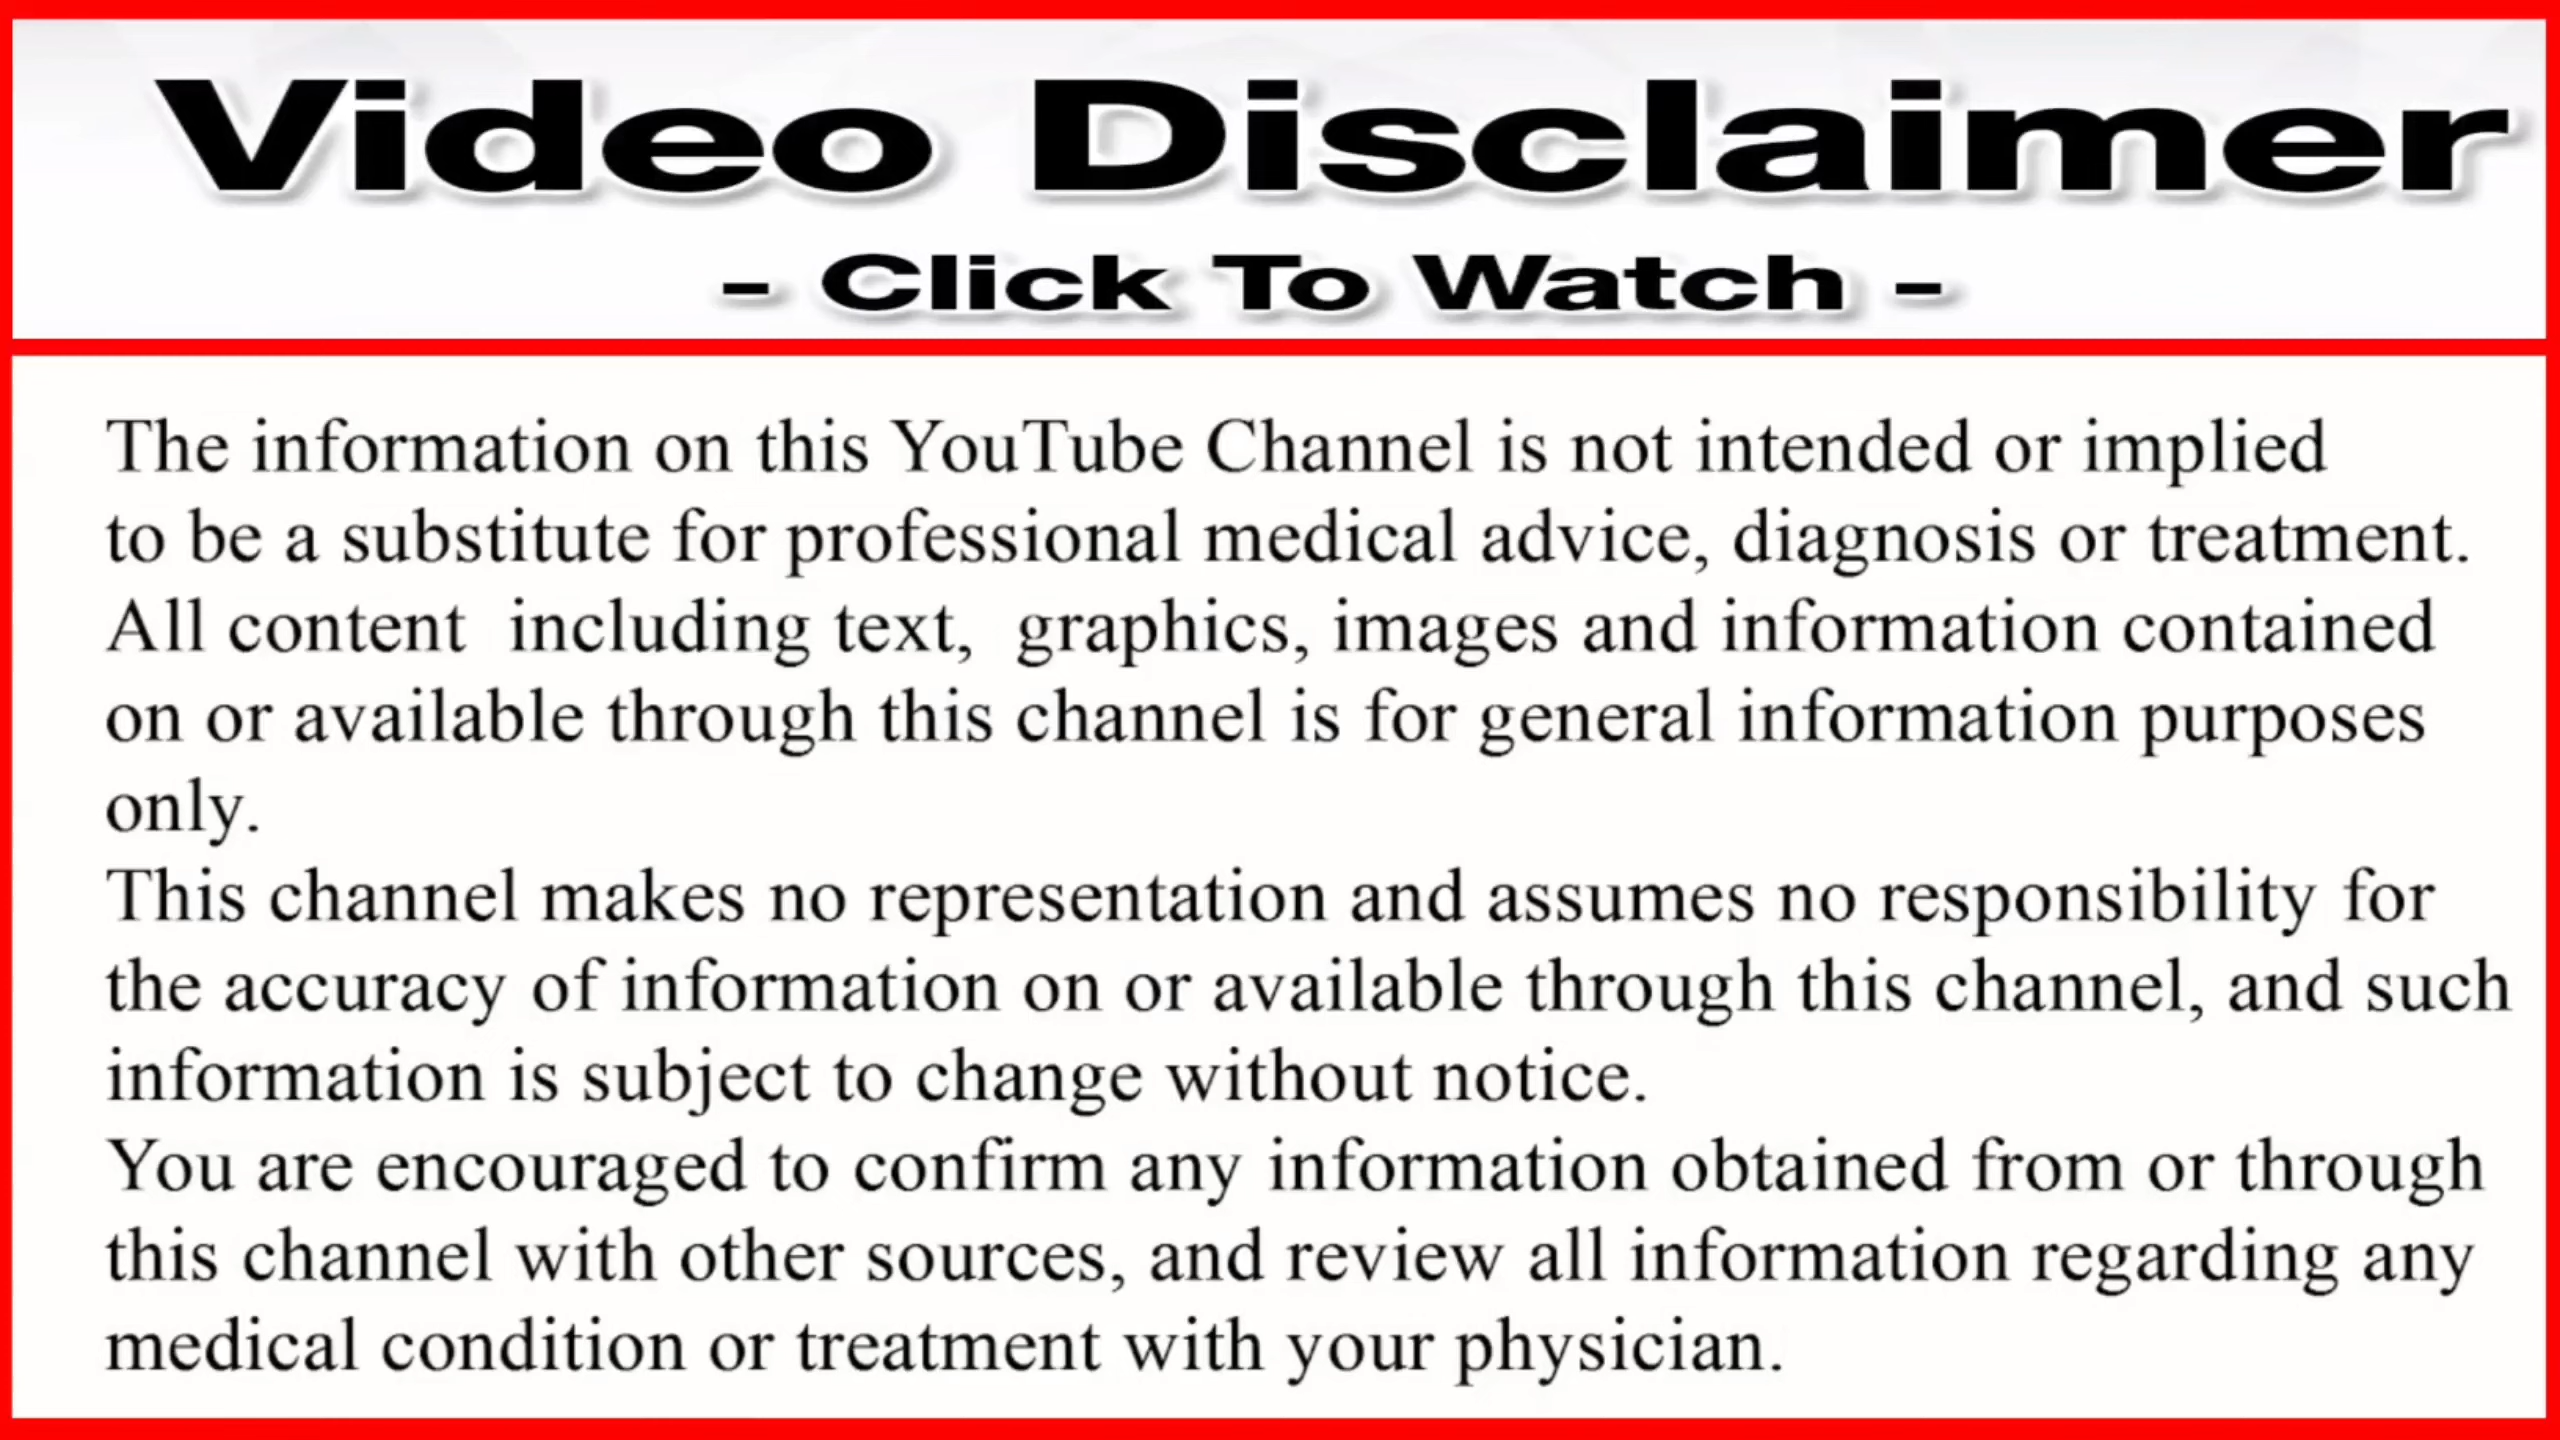 Video Disclaimer
- Click To Watch -
The information on this YouTube Channel is not intended or implied
to be a substitute for professional medical advice, diagnosis or treatment.
All content  including text,  graphics, images and information contained
on or available through this channel is for general information purposes
only.
This channel makes no representation and assumes no responsibility for
the accuracy of information on or available through this channel, and such
information is subject to change without notice.
You are encouraged to confirm any information obtained from or through
this channel with other sources, and review all information regarding any
medical condition or treatment with your physician.